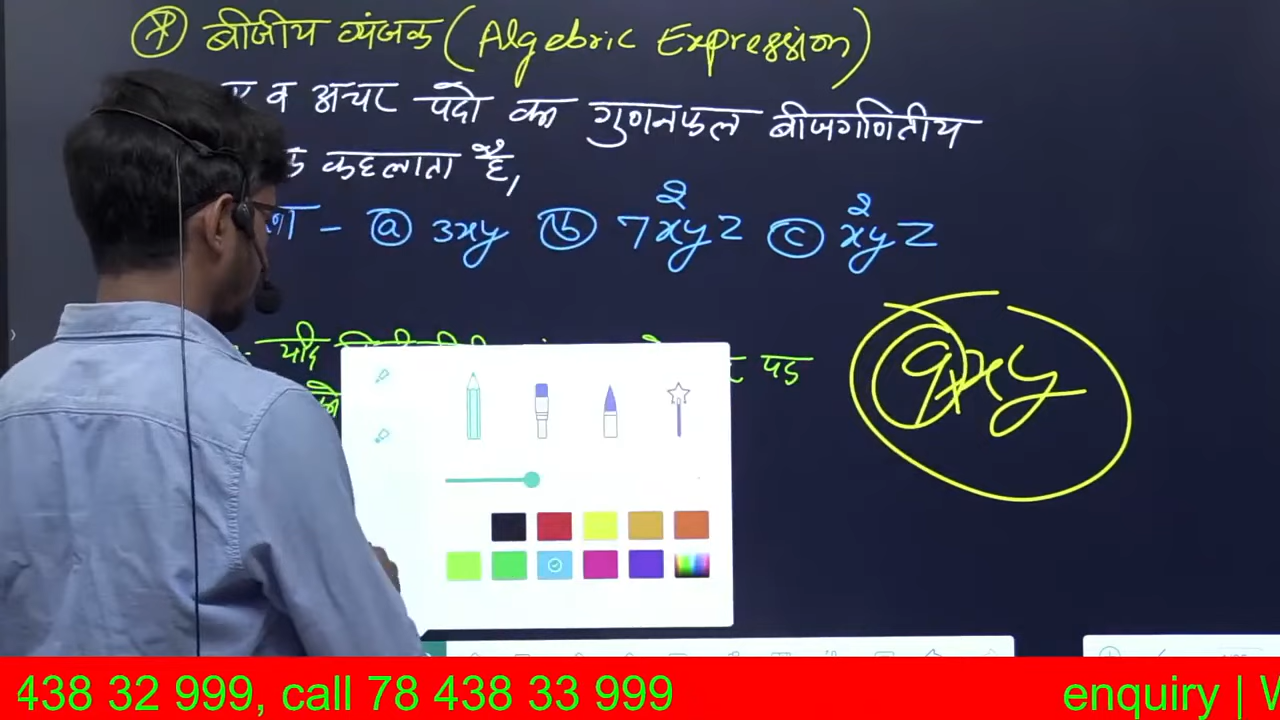 * बीजीय व्यंजक (Algebric Expression)
व अचर पदो का गुणनफल बीजगणितीय
कहलाता है,
- (a) 3xy (b) 7x²yz (c) x²yz
यदि
पद
9xy
438 32 999, call 78 438 33 999 enquiry | W